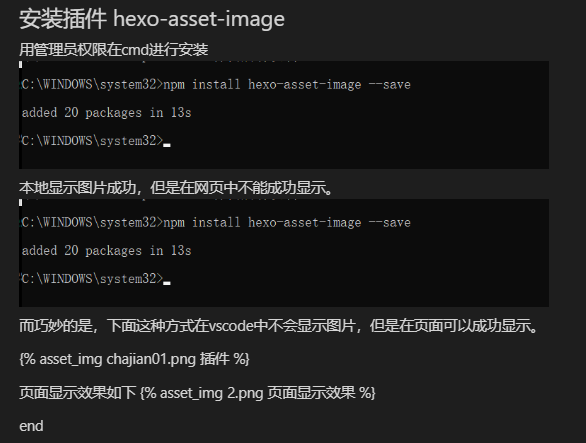 安装插件 hexo-asset-image
用管理员权限在cmd进行安装
C:\WINDOWS\system32>npm install hexo-asset-image --save
added 20 packages in 13s
C:\WINDOWS\system32>
本地显示图片成功，但是在网页中不能成功显示。
C:\WINDOWS\system32>npm install hexo-asset-image --save
added 20 packages in 13s
C:\WINDOWS\system32>
而巧妙的是，下面这种方式在vscode中不会显示图片，但是在页面可以成功显示。
{% asset_img chajian01.png 插件 %}
页面显示效果如下 {% asset_img 2.png 页面显示效果 %}
end